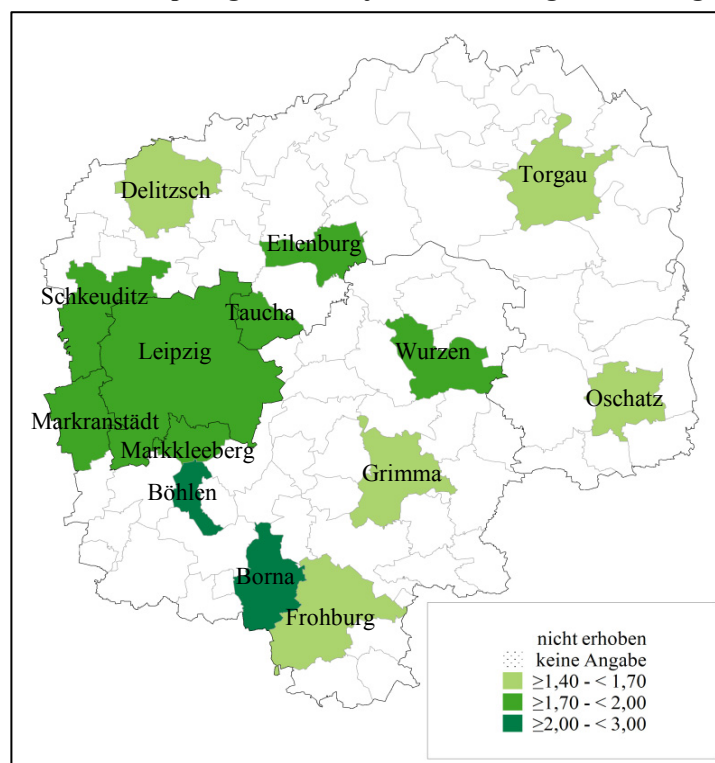 Delitzsch
Torgau
Eilenburg
Schkeuditz
Taucha
Leipzig
Wurzen
Oschatz
Markranstädt
Markkleeberg
Grimma
Böhlen
Borna
Frohburg
nicht erhoben
keine Angabe
≥1,40 - < 1,70
≥1,70 - < 2,00
≥2,00 - < 3,00